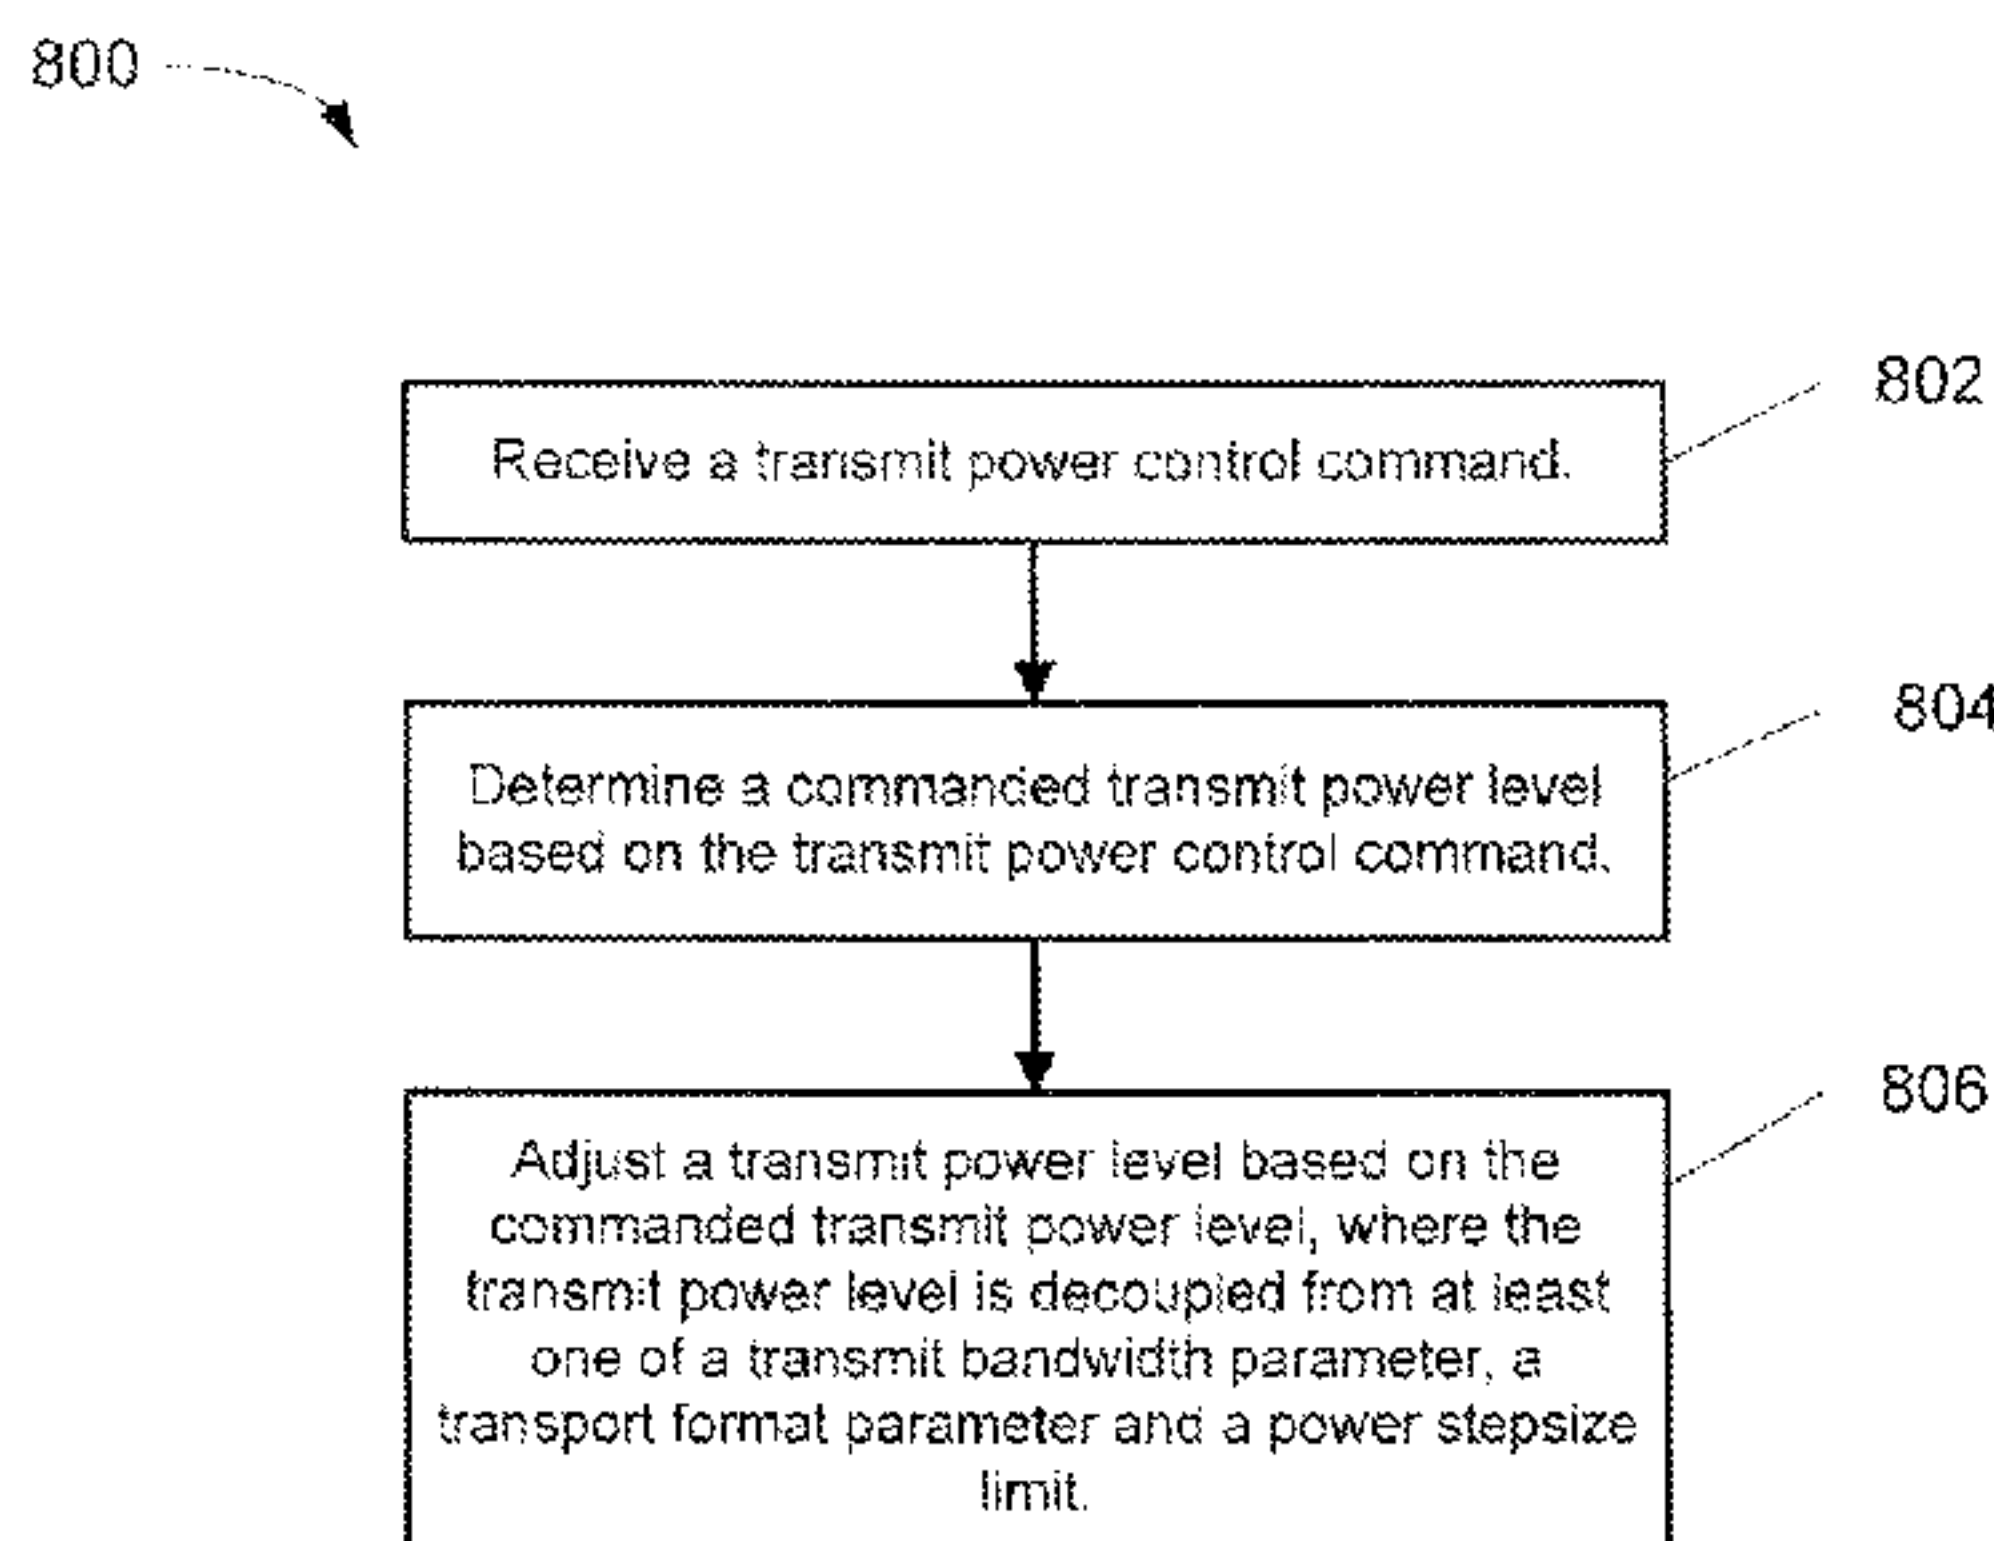 800
802
Receive a transmit power control command.
804
Determine a commanded transmit power level
based on the transmit power control command.
806
Adjust a transmit power level based on the
commanded transmit power level, where the
transmit power level is decoupled from at least
one of a transmit bandwidth parameter, a
transport format parameter and a power stepsize
limit.